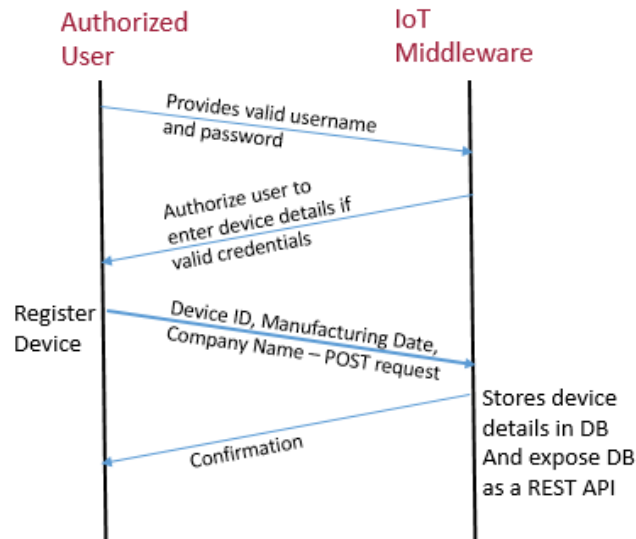 Authorized
User
IoT
Middleware
Provides valid username
and password
Authorize user to
enter device details if
valid credentials
Register
Device
Device ID, Manufacturing Date,
Company Name – POST request
Stores device
details in DB
And expose DB
as a REST API
Confirmation